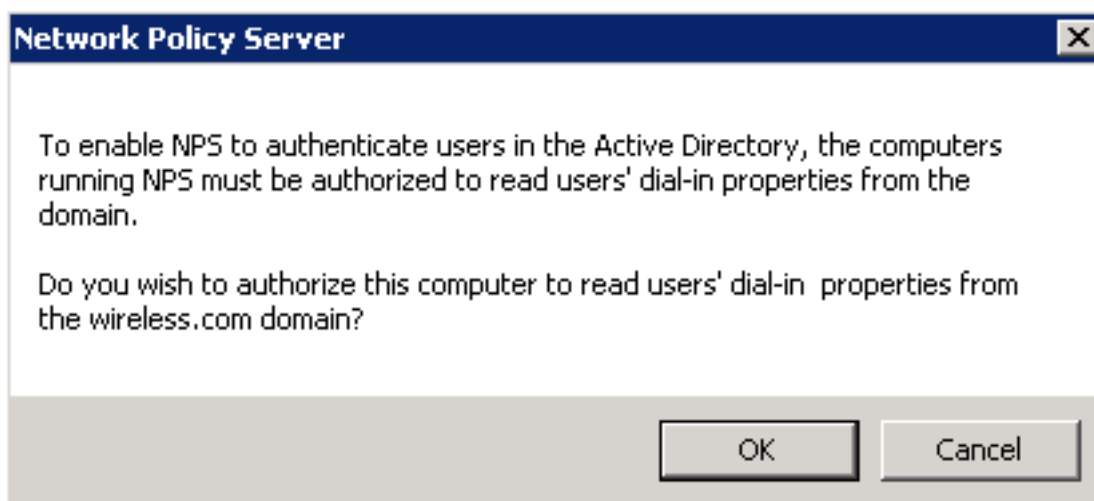 Network Policy Server
To enable NPS to authenticate users in the Active Directory, the computers
running NPS must be authorized to read users' dial-in properties from the
domain.
Do you wish to authorize this computer to read users' dial-in  properties from
the wireless.com domain?
OK
Cancel